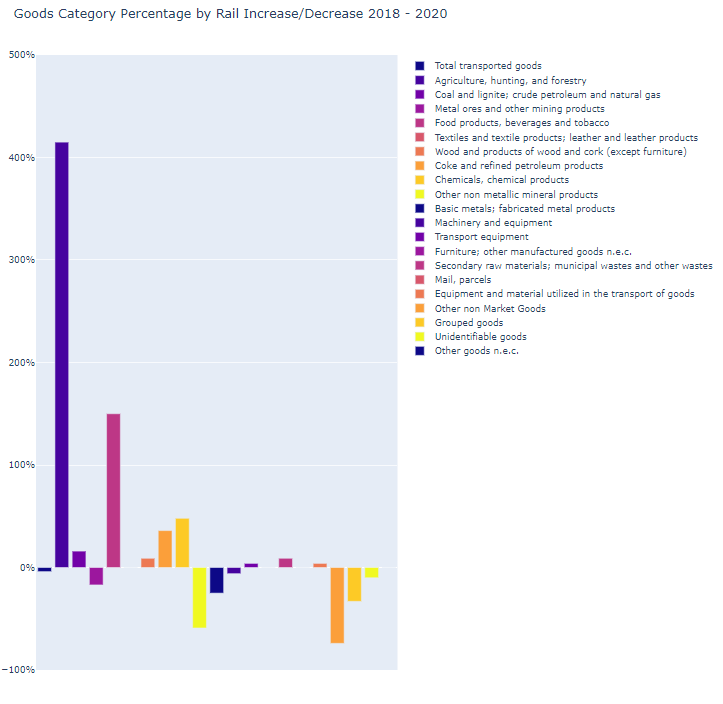 Goods Category Percentage by Rail Increase/Decrease 2018 - 2020
500%
400%
300%
200%
100%
0%
−100%
Total transported goods
Agriculture, hunting, and forestry
Coal and lignite; crude petroleum and natural gas
Metal ores and other mining products
Food products, beverages and tobacco
Textiles and textile products; leather and leather products
Wood and products of wood and cork (except furniture)
Coke and refined petroleum products
Chemicals, chemical products
Other non metallic mineral products
Basic metals; fabricated metal products
Machinery and equipment
Transport equipment
Furniture; other manufactured goods n.e.c.
Secondary raw materials; municipal wastes and other wastes
Mail, parcels
Equipment and material utilized in the transport of goods
Other non Market Goods
Grouped goods
Unidentifiable goods
Other goods n.e.c.